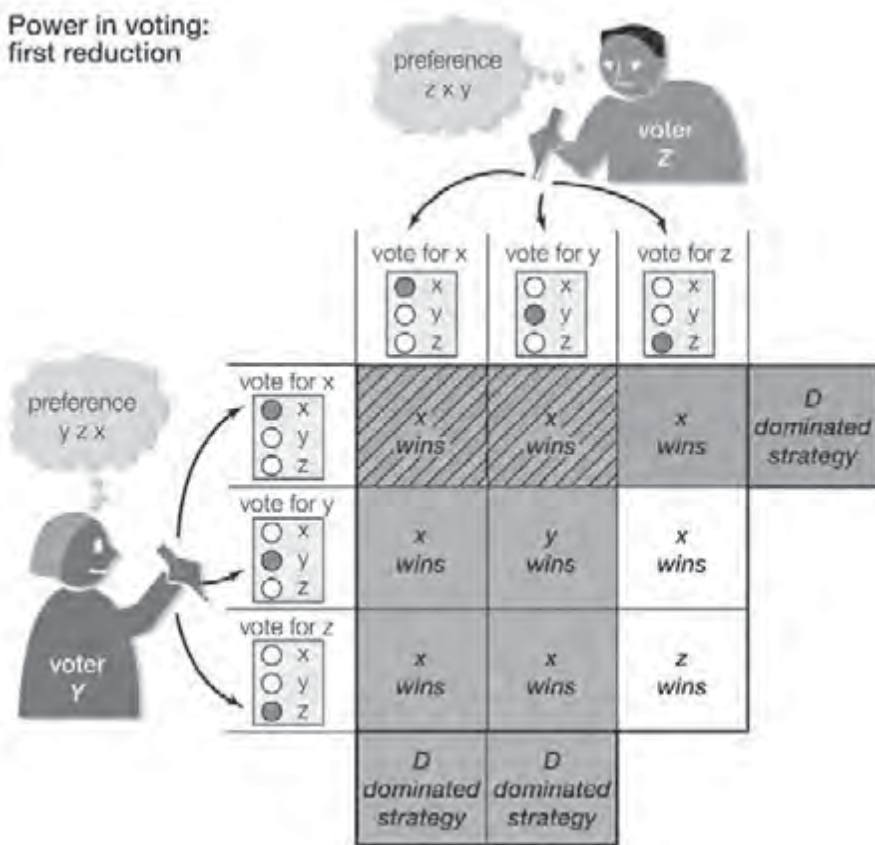 Power in voting:
first reduction
preference
z x y
voter
Z
vote for x
x
y
z
vote for y
x
y
z
vote for z
x
y
z
preference
y z x
voter
Y
vote for x
x
y
z
x
wins
x
wins
x
wins
D
dominated
strategy
vote for y
x
y
z
x
wins
y
wins
x
wins
vote for z
x
y
z
x
wins
x
wins
z
wins
D
dominated
strategy
D
dominated
strategy